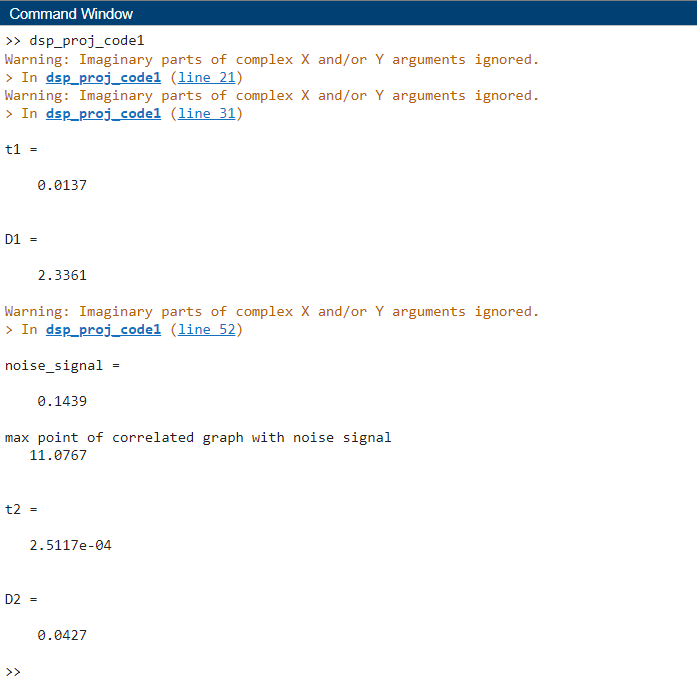 Command Window
>> dsp_proj_code1
Warning: Imaginary parts of complex X and/or Y arguments ignored.
> In dsp_proj_code1 (line 21)
Warning: Imaginary parts of complex X and/or Y arguments ignored.
> In dsp_proj_code1 (line 31)
t1 =
0.0137
D1 =
2.3361
Warning: Imaginary parts of complex X and/or Y arguments ignored.
> In dsp_proj_code1 (line 52)
noise_signal =
0.1439
max point of correlated graph with noise signal
11.0767
t2 =
2.5117e-04
D2 =
0.0427
>>